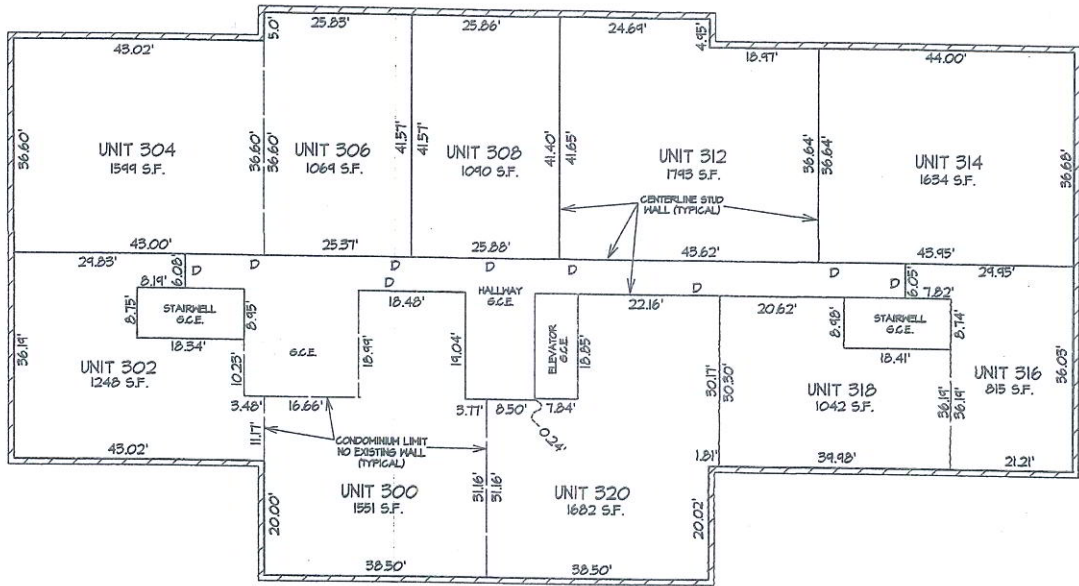 25.83'
25.86'
24.69'
5.0'
4.95'
43.02'
18.97'
44.00'
36.60'
36.60'
36.60'
41.57'
41.57'
41.40'
41.65'
36.64'
36.64'
36.68'
UNIT 304
1599 S.F.
UNIT 306
1069 S.F.
UNIT 308
1090 S.F.
UNIT 312
1793 S.F.
UNIT 314
1634 S.F.
CENTERLINE STUD
WALL (TYPICAL)
43.00'
25.37'
25.88'
43.62'
43.95'
29.83'
6.08'
D
D
D
D
D
D
D
D
D
HALLWAY
G.C.E.
6.05'
29.93'
8.19'
18.48'
22.16'
7.82'
8.75'
STAIRWELL
G.C.E.
8.95'
18.34'
G.C.E.
18.99'
19.04'
ELEVATOR
G.C.E.
18.85'
20.62'
8.98'
STAIRWELL
G.C.E.
8.74'
18.41'
36.19'
UNIT 302
1248 S.F.
10.23'
30.17'
30.30'
UNIT 318
1042 S.F.
36.19'
36.19'
UNIT 316
815 S.F.
36.03'
3.48'
16.66'
3.77'
8.50'
7.84'
0.24'
11.17'
CONDOMINIUM LIMIT
NO EXISTING WALL
(TYPICAL)
43.02'
1.81'
39.98'
21.21'
20.00'
UNIT 300
1551 S.F.
31.16'
31.16'
UNIT 320
1682 S.F.
20.02'
38.50'
38.50'